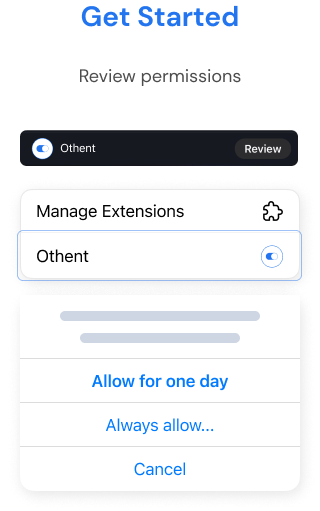 Get Started
Review permissions
Othent
Review
Manage Extensions
Othent
Allow for one day
Always allow...
Cancel